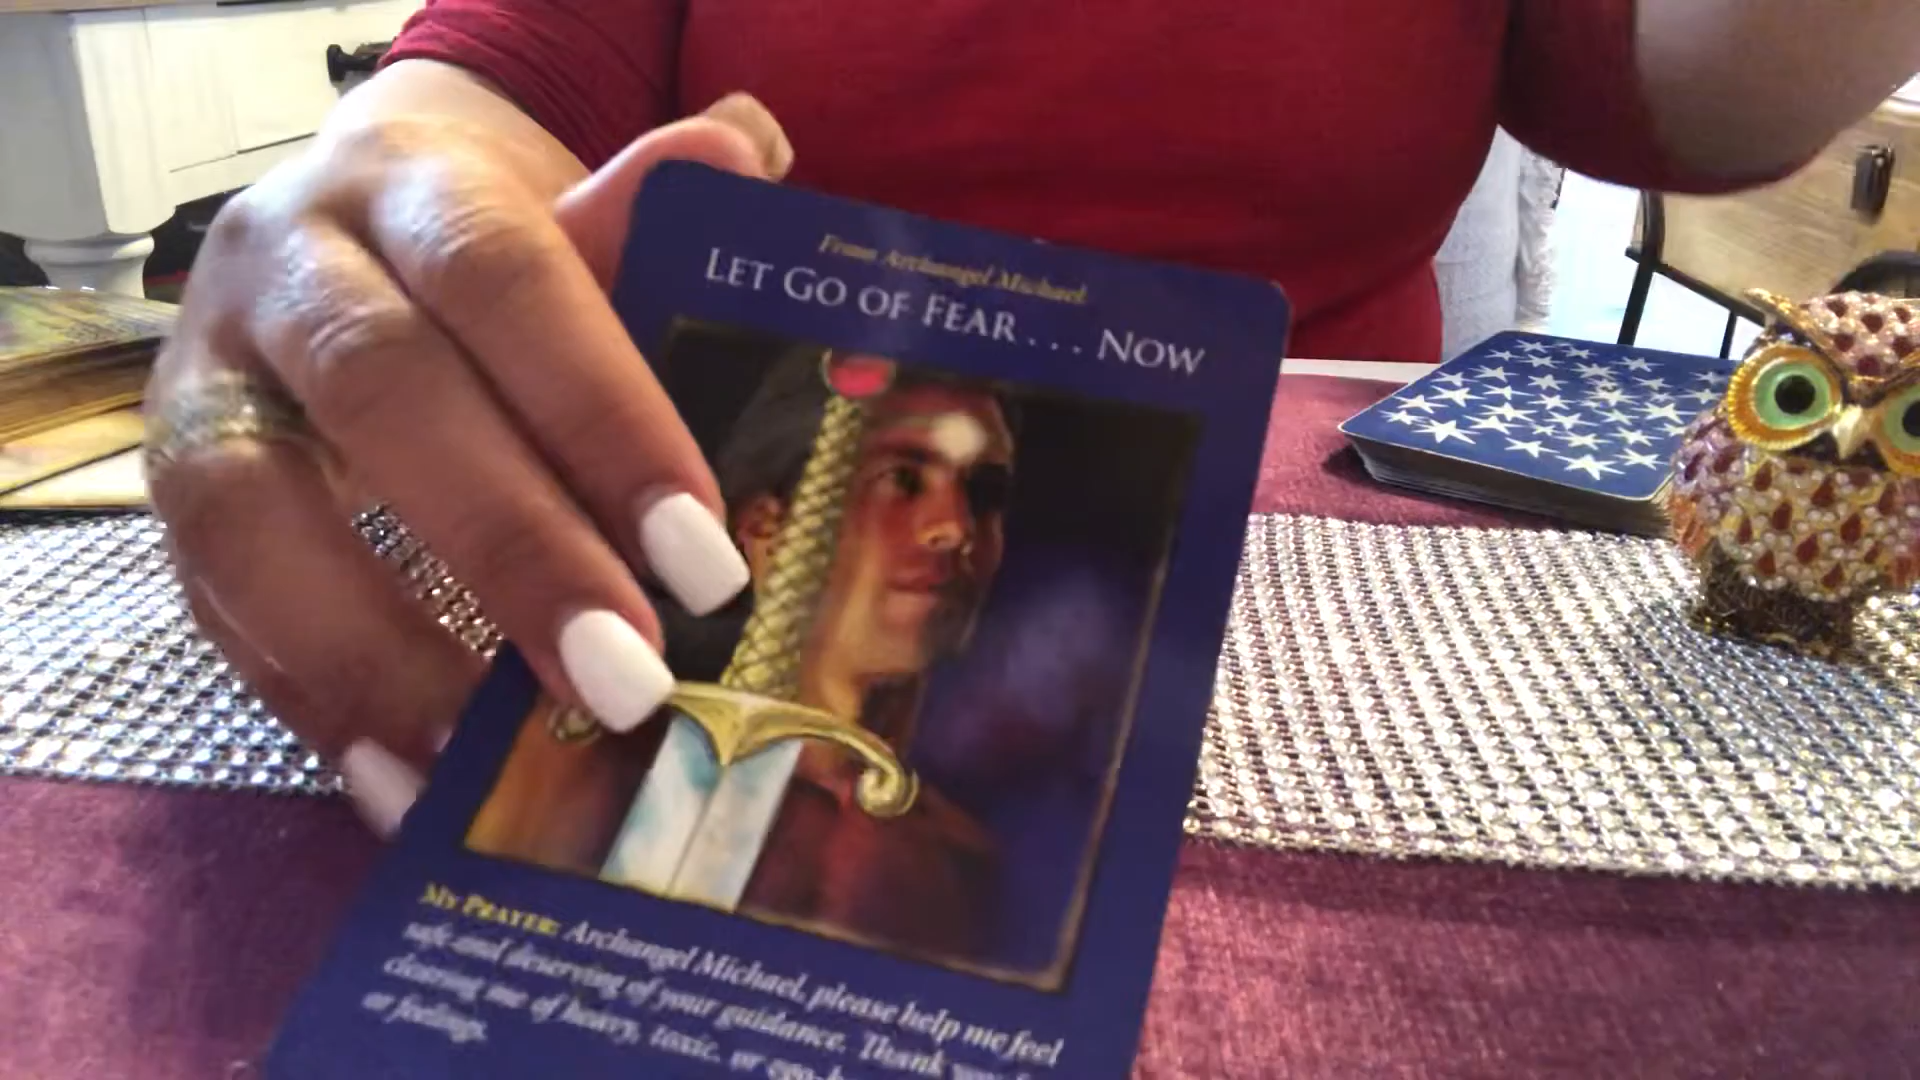 From Archangel Michael
LET GO OF FEAR . . . NOW
MY PRAYER: Archangel Michael, please help me feel
safe and deserving of your guidance. Thank
clearing me of heavy, toxic, or
or feelings.